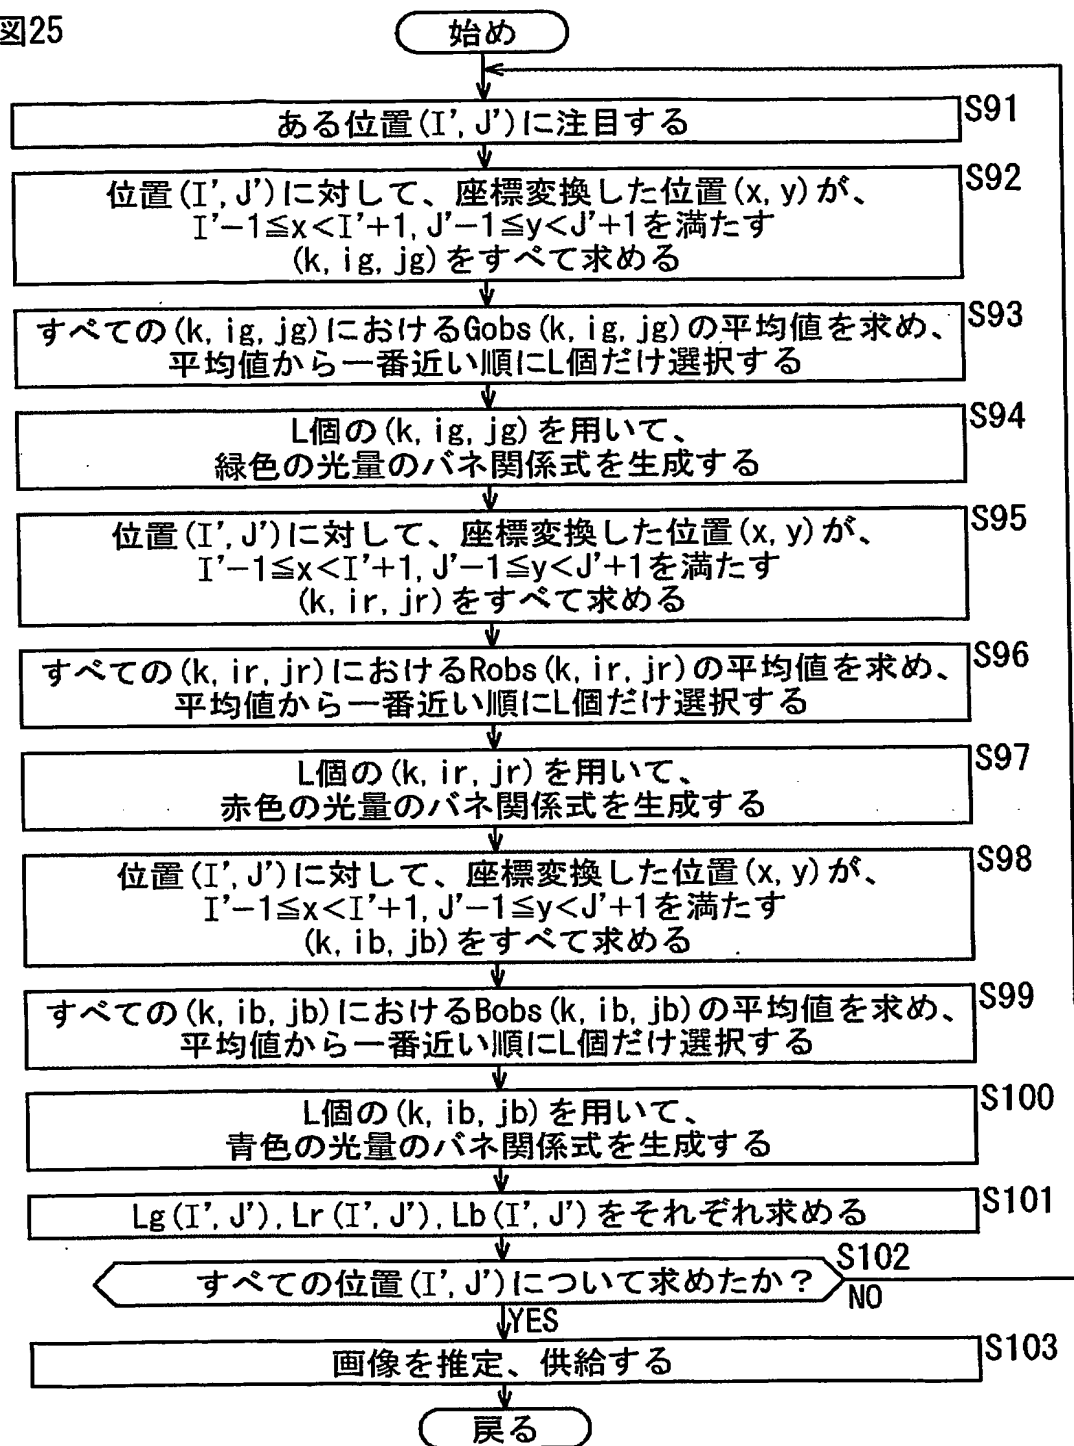 図25
始め
S91
ある位置(I', J')に注目する
S92
位置(I', J')に対して、座標変換した位置(x, y)が、
I'-1≦x<I'+1, J'-1≦y<J'+1を満たす
(k, ig, jg)をすべて求める
S93
すべての(k, ig, jg)におけるGobs(k, ig, jg)の平均値を求め、
平均値から一番近い順にL個だけ選択する
S94
L個の(k, ig, jg)を用いて、
緑色の光量のバネ関係式を生成する
S95
位置(I', J')に対して、座標変換した位置(x, y)が、
I'-1≦x<I'+1, J'-1≦y<J'+1を満たす
(k, ir, jr)をすべて求める
S96
すべての(k, ir, jr)におけるRobs(k, ir, jr)の平均値を求め、
平均値から一番近い順にL個だけ選択する
S97
L個の(k, ir, jr)を用いて、
赤色の光量のバネ関係式を生成する
S98
位置(I', J')に対して、座標変換した位置(x, y)が、
I'-1≦x<I'+1, J'-1≦y<J'+1を満たす
(k, ib, jb)をすべて求める
S99
すべての(k, ib, jb)におけるBobs(k, ib, jb)の平均値を求め、
平均値から一番近い順にL個だけ選択する
S100
L個の(k, ib, jb)を用いて、
青色の光量のバネ関係式を生成する
S101
Lg(I', J'), Lr(I', J'), Lb(I', J')をそれぞれ求める
S102
すべての位置(I', J')について求めたか？
NO
YES
S103
画像を推定、供給する
戻る